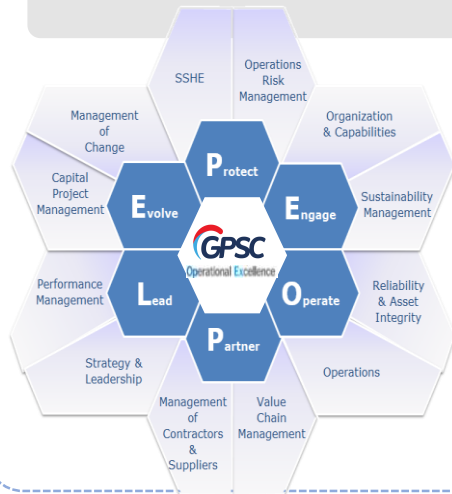 SSHE
Operations
Risk
Management
Organization
& Capabilities
Sustainability
Management
Reliability
& Asset
Integrity
Operations
Value
Chain
Management
Management
of
Contractors
&
Suppliers
Strategy &
Leadership
Performance
Management
Capital
Project
Management
Management
of
Change
Protect
Engage
Operate
Partner
Lead
Evolve
GPSC
Operational Excellence